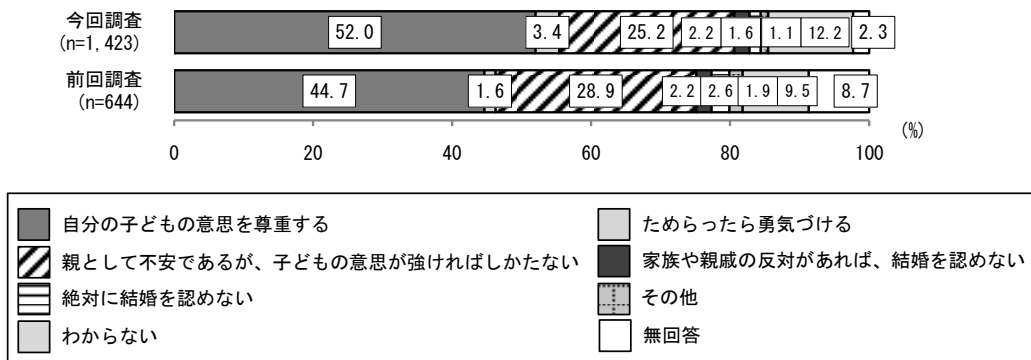 今回調査
(n=1,423)
52.0 3.4 25.2 2.2 1.6 1.1 12.2 2.3
前回調査
(n=644)
44.7 1.6 28.9 2.2 2.6 1.9 9.5 8.7
(%)
0 20 40 60 80 100
自分の子どもの意思を尊重する
ためらったら勇気づける
親として不安であるが、子どもの意思が強ければしかたない
家族や親戚の反対があれば、結婚を認めない
絶対に結婚を認めない
その他
わからない
無回答